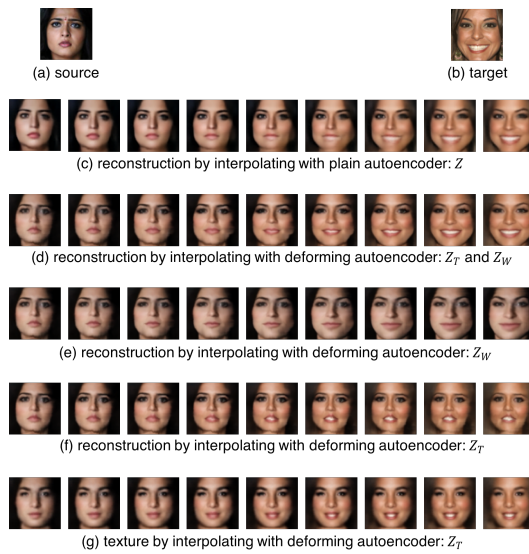 (a) source
(b) target
(c) reconstruction by interpolating with plain autoencoder: Z
(d) reconstruction by interpolating with deforming autoencoder: Z_T and Z_W
(e) reconstruction by interpolating with deforming autoencoder: Z_W
(f) reconstruction by interpolating with deforming autoencoder: Z_T
(g) texture by interpolating with deforming autoencoder: Z_T